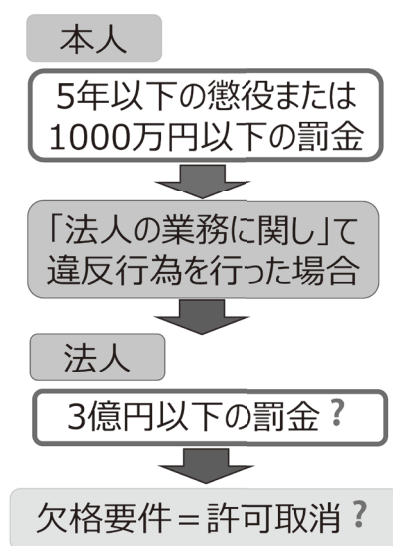 本人
5年以下の懲役または
1000万円以下の罰金
「法人の業務に関し」て
違反行為を行った場合
法人
3億円以下の罰金?
欠格要件=許可取消?